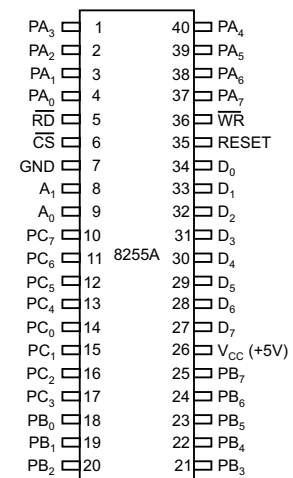 PA₃ 1 40 PA₄
PA₂ 2 39 PA₅
PA₁ 3 38 PA₆
PA₀ 4 37 PA₇
R̅D̅ 5 36 W̅R̅
C̅S̅ 6 35 RESET
GND 7 34 D₀
A₁ 8 33 D₁
A₀ 9 32 D₂
PC₇ 10 31 D₃
PC₆ 11 8255A 30 D₄
PC₅ 12 29 D₅
PC₄ 13 28 D₆
PC₀ 14 27 D₇
PC₁ 15 26 V_CC (+5V)
PC₂ 16 25 PB₇
PC₃ 17 24 PB₆
PB₀ 18 23 PB₅
PB₁ 19 22 PB₄
PB₂ 20 21 PB₃